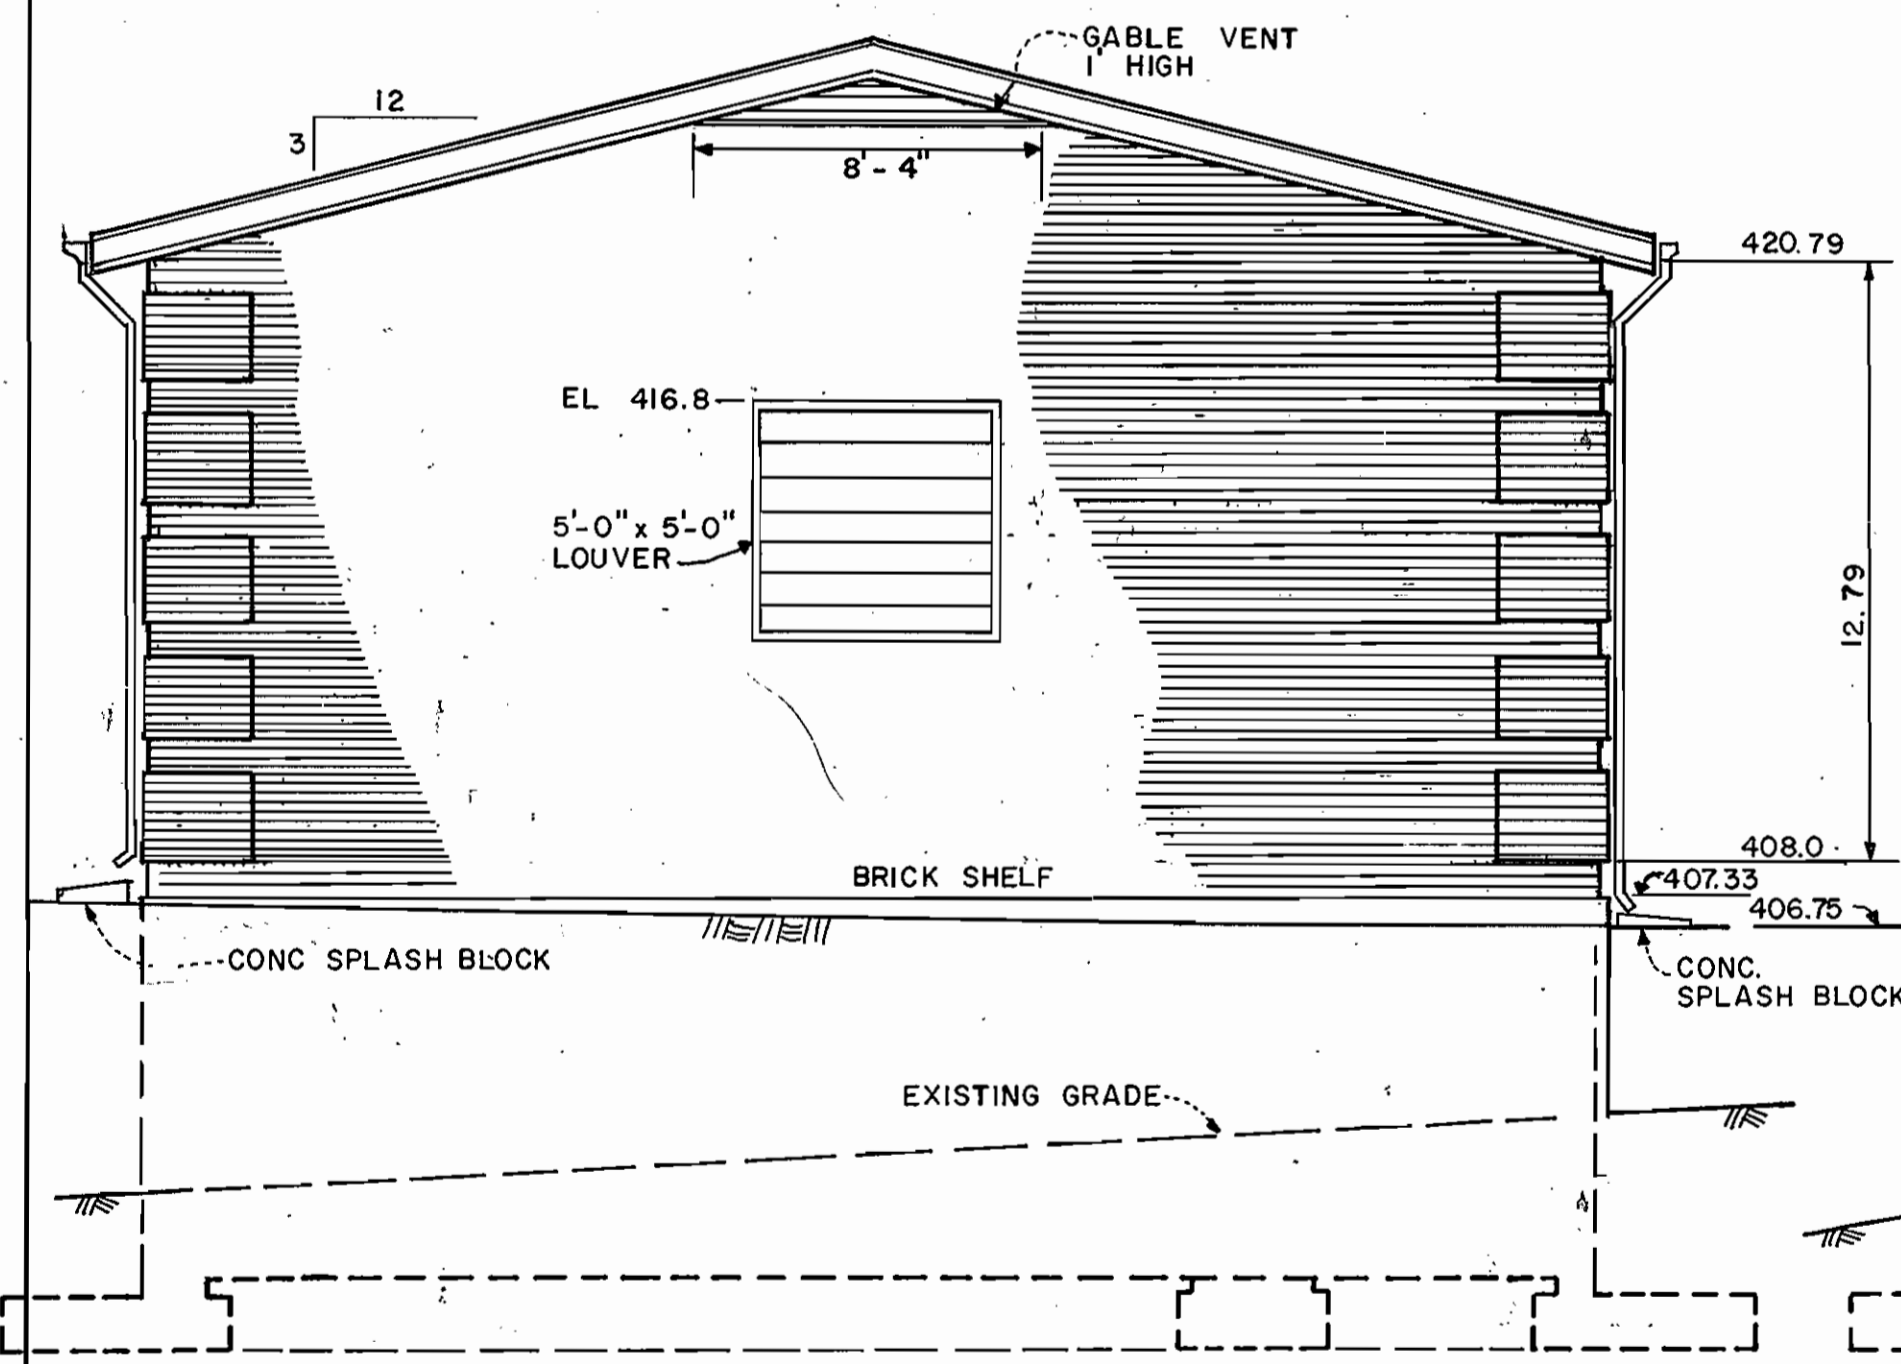 GABLE VENT
1' HIGH
12
3
8'-4"
420.79
EL 416.8
5'-0" x 5'-0"
LOUVER
12.79
408.0
BRICK SHELF
407.33
406.75
CONC SPLASH BLOCK
CONC.
SPLASH BLOCK
EXISTING GRADE